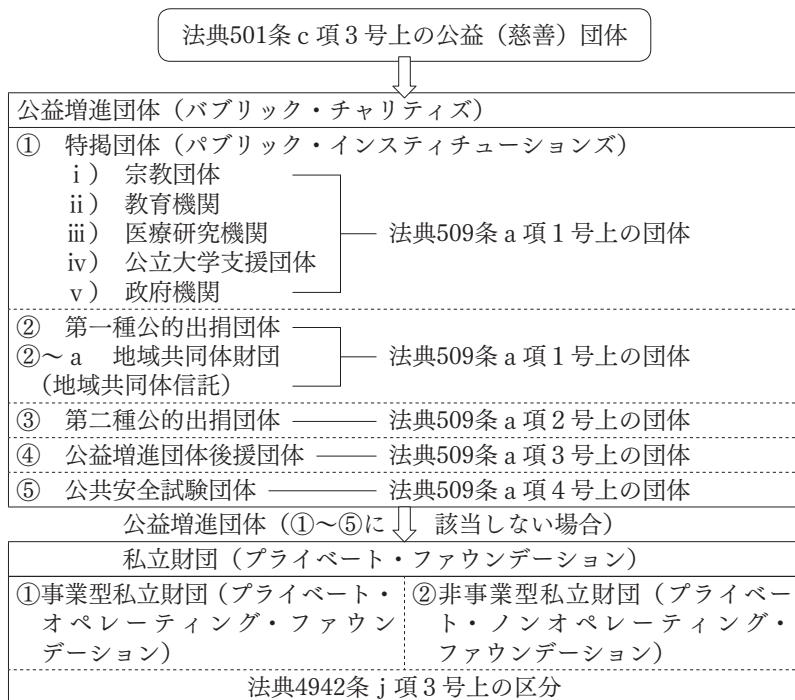 法典501条c項3号上の公益（慈善）団体
公益増進団体（パブリック・チャリティズ）
① 特掲団体（パブリック・インスティチューションズ）
ⅰ） 宗教団体
ⅱ） 教育機関
ⅲ） 医療研究機関 法典509条a項1号上の団体
ⅳ） 公立大学支援団体
ⅴ） 政府機関
② 第一種公的出捐団体
②～a 地域共同体財団 法典509条a項1号上の団体
（地域共同体信託）
③ 第二種公的出捐団体 法典509条a項2号上の団体
④ 公益増進団体後援団体 法典509条a項3号上の団体
⑤ 公共安全試験団体 法典509条a項4号上の団体
公益増進団体（①～⑤に 該当しない場合）
私立財団（プライベート・ファウンデーション）
①事業型私立財団（プライベート・
オペレーティング・ファウン
デーション）
②非事業型私立財団（プライベー
ト・ノンオペレーティング・
ファウンデーション）
法典4942条j項3号上の区分